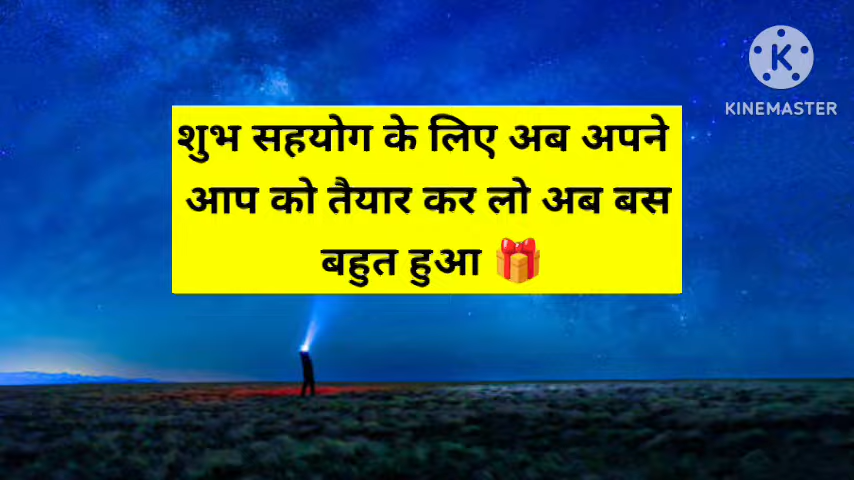 KINEMASTER
शुभ सहयोग के लिए अब अपने
आप को तैयार कर लो अब बस
बहुत हुआ 🎁